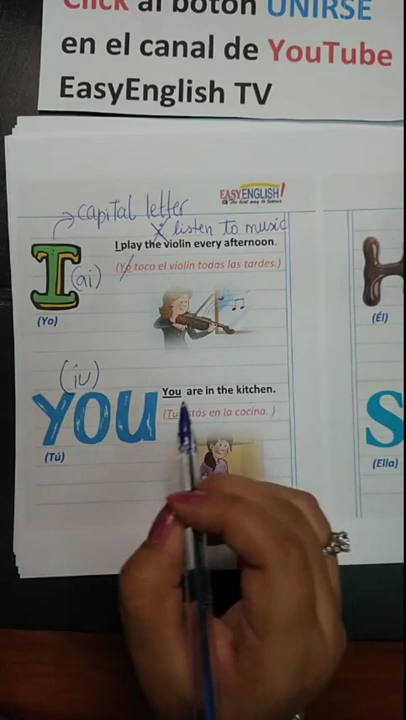 Click al botón UNIRSE
en el canal de YouTube
EasyEnglish TV
EASYENGLISH!
capital letter
X listen to music
I play the violin every afternoon.
(Yo toco el violín todas las tardes.)
I
(ai)
(Yo)
(Él)
(iu)
YOU
You are in the kitchen.
(Tú estás en la cocina. )
(Tú)
S
(Ella)